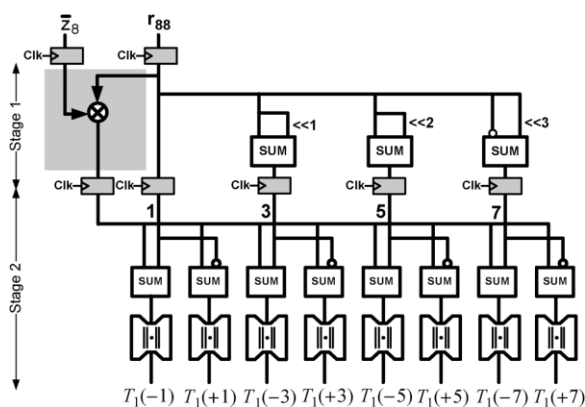 z̄8 r88
Clk Clk
Stage 1
<<1 <<2 <<3
SUM SUM SUM
Clk Clk Clk Clk Clk
1 3 5 7
Stage 2
SUM SUM SUM SUM SUM SUM SUM SUM
|•| |•| |•| |•| |•| |•| |•| |•|
T1(−1) T1(+1) T1(−3) T1(+3) T1(−5) T1(+5) T1(−7) T1(+7)